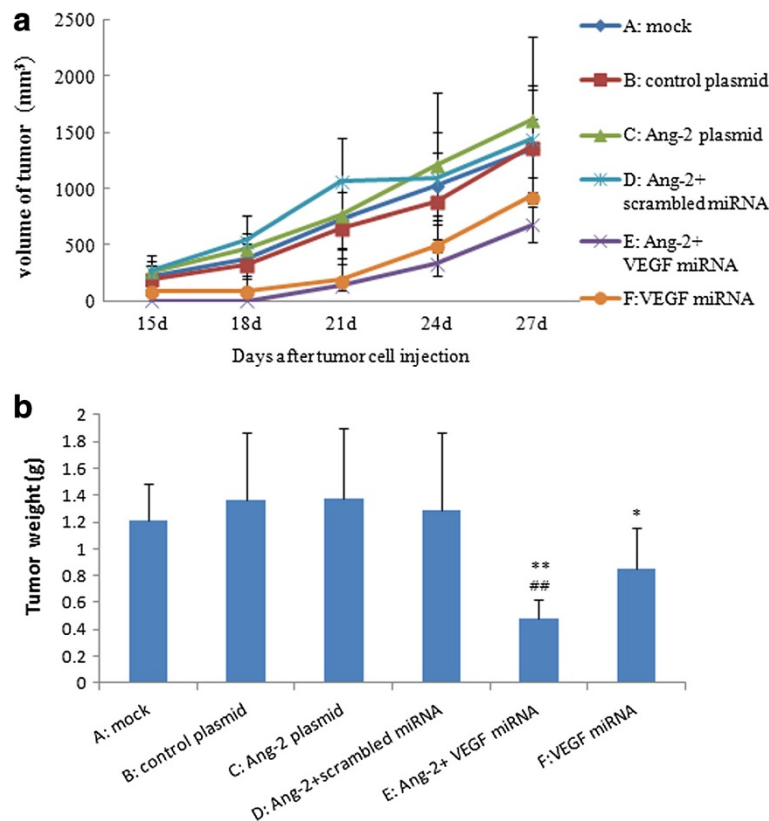 a
2500
2000
1500
1000
500
0
volume of tumor (mm³)
15d
18d
21d
24d
27d
Days after tumor cell injection
A: mock
B: control plasmid
C: Ang-2 plasmid
D: Ang-2+
scrambled miRNA
E: Ang-2+
VEGF miRNA
F:VEGF miRNA
b
2
1.8
1.6
1.4
1.2
1
0.8
0.6
0.4
0.2
0
Tumor weight (g)
**
##
*
A: mock
B: control plasmid
C: Ang-2 plasmid
D: Ang-2+scrambled miRNA
E: Ang-2+ VEGF miRNA
F:VEGF miRNA